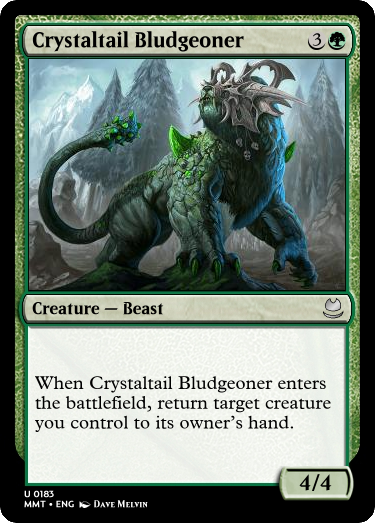 Crystaltail Bludgeoner 3
Creature — Beast
When Crystaltail Bludgeoner enters
the battlefield, return target creature
you control to its owner's hand.
4/4
U 0183
MMT • ENG Dave Melvin